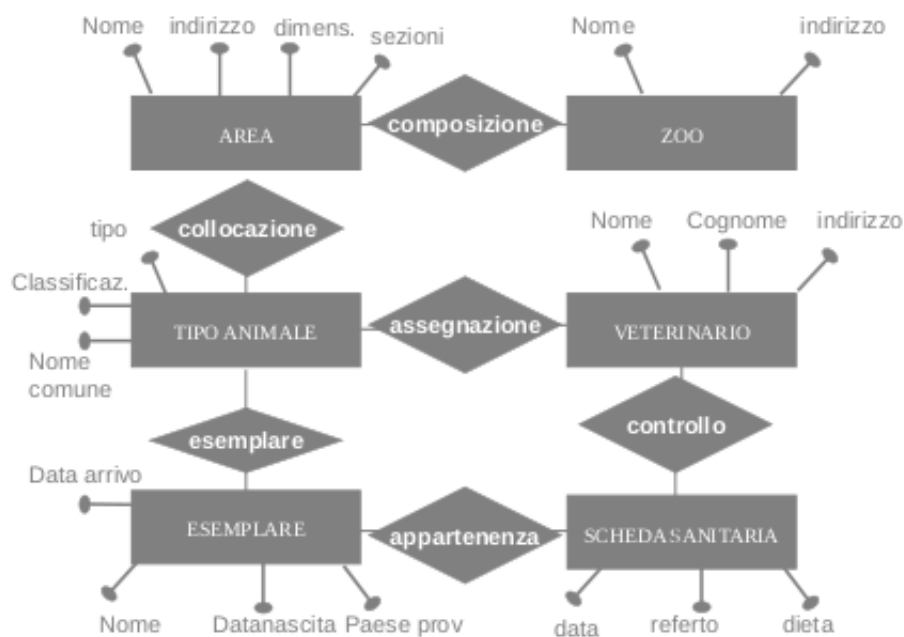 Nome indirizzo dimens. sezioni Nome indirizzo
AREA composizione ZOO
tipo collocazione Nome Cognome indirizzo
Classificaz.
TIPO ANIMALE assegnazione VETERINARIO
Nome
comune
esemplare controllo
Data arrivo
ESEMPLARE appartenenza SCHEDA SANITARIA
Nome Datanascita Paese prov data referto dieta